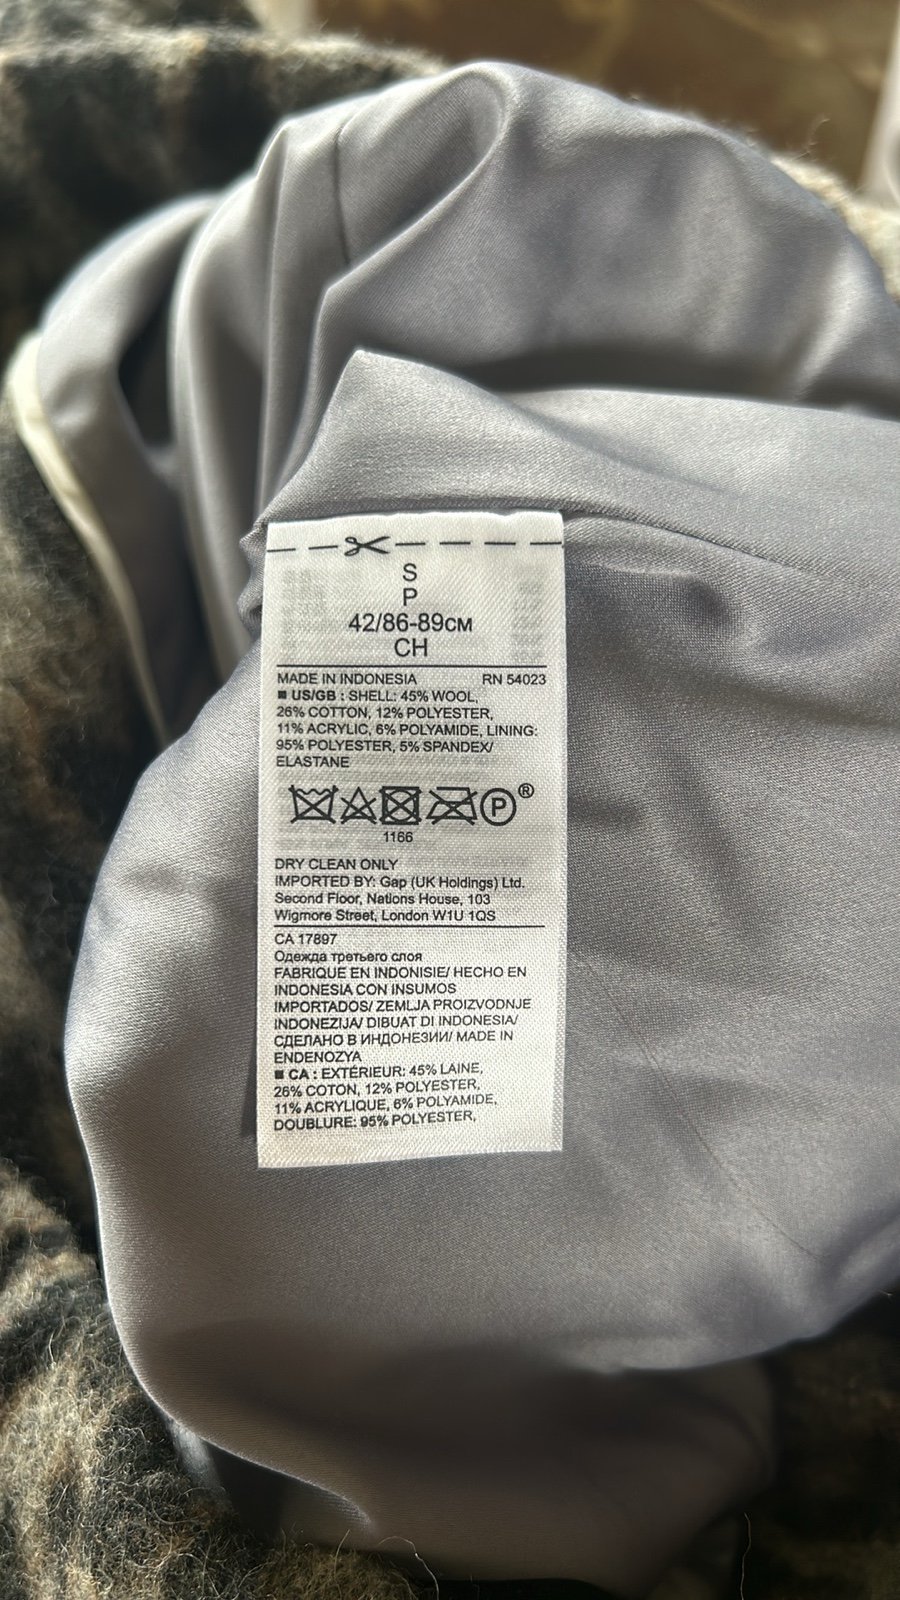 S
P
42/86-89см
CH
MADE IN INDONESIA RN 54023
■ US/GB : SHELL: 45% WOOL,
26% COTTON, 12% POLYESTER,
11% ACRYLIC, 6% POLYAMIDE, LINING:
95% POLYESTER, 5% SPANDEX/
ELASTANE
P ®
1166
DRY CLEAN ONLY
IMPORTED BY: Gap (UK Holdings) Ltd.
Second Floor, Nations House, 103
Wigmore Street, London W1U 1QS
CA 17897
Одежда третьего слоя
FABRIQUE EN INDONISIE/ HECHO EN
INDONESIA CON INSUMOS
IMPORTADOS/ ZEMLJA PROIZVODNJE
INDONEZIJA/ DIBUAT DI INDONESIA/
СДЕЛАНО В ИНДОНЕЗИИ/ MADE IN
ENDENOZYA
■ CA : EXTÉRIEUR: 45% LAINE,
26% COTON, 12% POLYESTER,
11% ACRYLIQUE, 6% POLYAMIDE,
DOUBLURE: 95% POLYESTER,